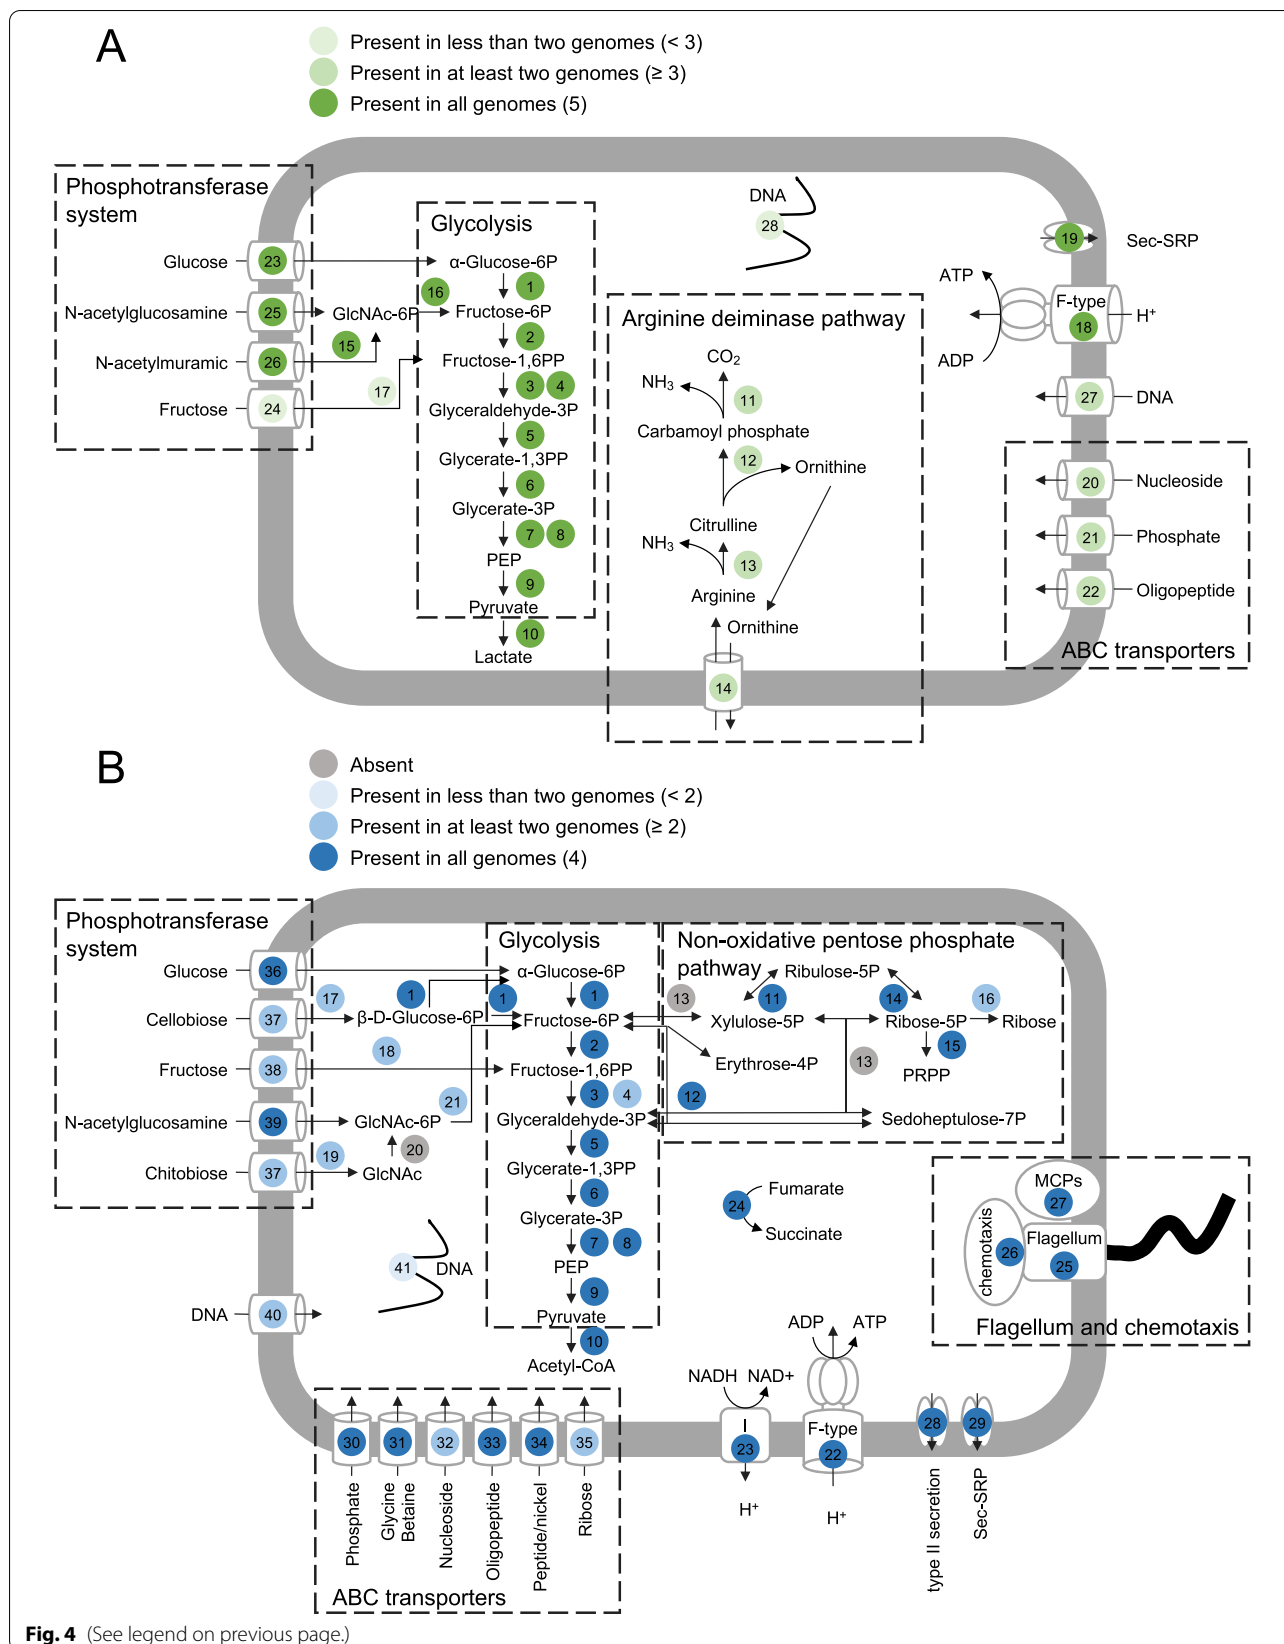 A
Present in less than two genomes (< 3)
Present in at least two genomes (≥ 3)
Present in all genomes (5)
Phosphotransferase
system
Glucose
23
N-acetylglucosamine
25
N-acetylmuramic
26
Fructose
24
GlcNAc-6P
15
16
17
Glycolysis
α-Glucose-6P
1
Fructose-6P
2
Fructose-1,6PP
3 4
Glyceraldehyde-3P
5
Glycerate-1,3PP
6
Glycerate-3P
7 8
PEP
9
Pyruvate
10
Lactate
DNA
28
Arginine deiminase pathway
CO2
NH3
11
Carbamoyl phosphate
12
Ornithine
Citrulline
NH3
13
Arginine
Ornithine
14
19
Sec-SRP
ATP
F-type
18
H+
ADP
27
DNA
20
Nucleoside
21
Phosphate
22
Oligopeptide
ABC transporters
B
Absent
Present in less than two genomes (< 2)
Present in at least two genomes (≥ 2)
Present in all genomes (4)
Phosphotransferase
system
Glucose
36
Cellobiose
37
17
Fructose
38
N-acetylglucosamine
39
Chitobiose
37
19
1
β-D-Glucose-6P
1
18
21
GlcNAc-6P
20
GlcNAc
Glycolysis
α-Glucose-6P
1
Fructose-6P
2
Fructose-1,6PP
3 4
Glyceraldehyde-3P
5
Glycerate-1,3PP
6
Glycerate-3P
7 8
PEP
9
Pyruvate
10
Acetyl-CoA
Non-oxidative pentose phosphate
pathway
Ribulose-5P
13
11
14
16
Xylulose-5P
Ribose-5P
Ribose
15
Erythrose-4P
13
PRPP
12
Sedoheptulose-7P
Fumarate
24
Succinate
MCPs
27
chemotaxis
26
Flagellum
25
Flagellum and chemotaxis
41
DNA
DNA
40
30
31
32
33
34
35
Phosphate
Glycine
Betaine
Nucleoside
Oligopeptide
Peptide/nickel
Ribose
ABC transporters
NADH NAD+
I
23
H+
ADP ATP
F-type
22
H+
28
type II secretion
29
Sec-SRP
Fig. 4 (See legend on previous page.)